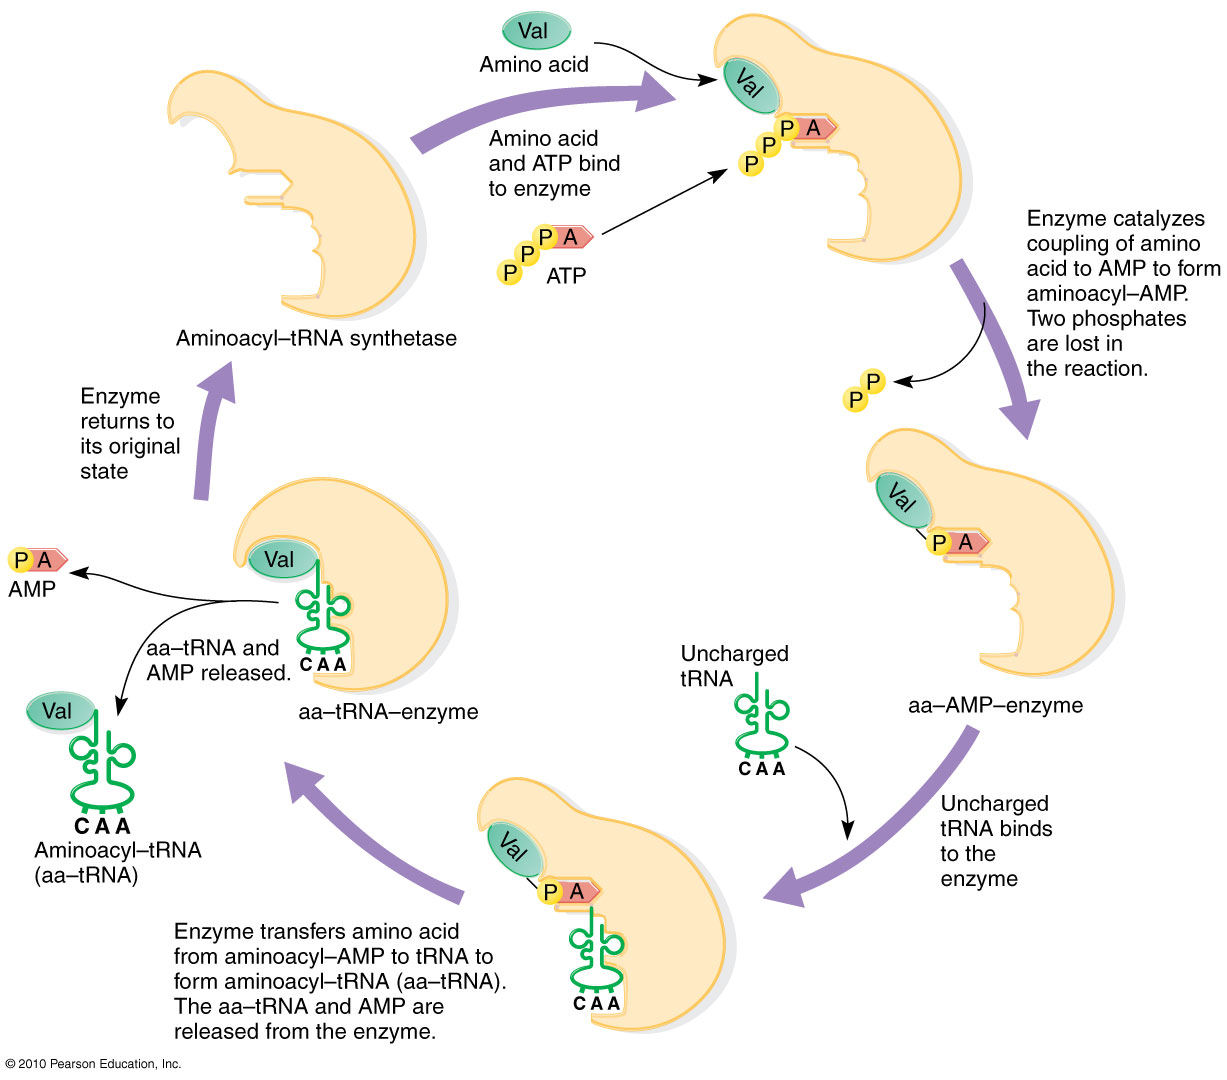 Val
Amino acid
Amino acid
and ATP bind
to enzyme
P
P
P A
ATP
Val
P A
P
P
Aminoacyl–tRNA synthetase
Enzyme catalyzes
coupling of amino
acid to AMP to form
aminoacyl–AMP.
Two phosphates
are lost in
the reaction.
P
P
Val
P A
aa–AMP–enzyme
Uncharged
tRNA
C A A
Uncharged
tRNA binds
to the
enzyme
Val
P A
C A A
Enzyme transfers amino acid
from aminoacyl–AMP to tRNA to
form aminoacyl–tRNA (aa–tRNA).
The aa–tRNA and AMP are
released from the enzyme.
Val
C A A
aa–tRNA–enzyme
aa–tRNA and
AMP released.
P A
AMP
Val
C A A
Aminoacyl–tRNA
(aa–tRNA)
Enzyme
returns to
its original
state
© 2010 Pearson Education, Inc.